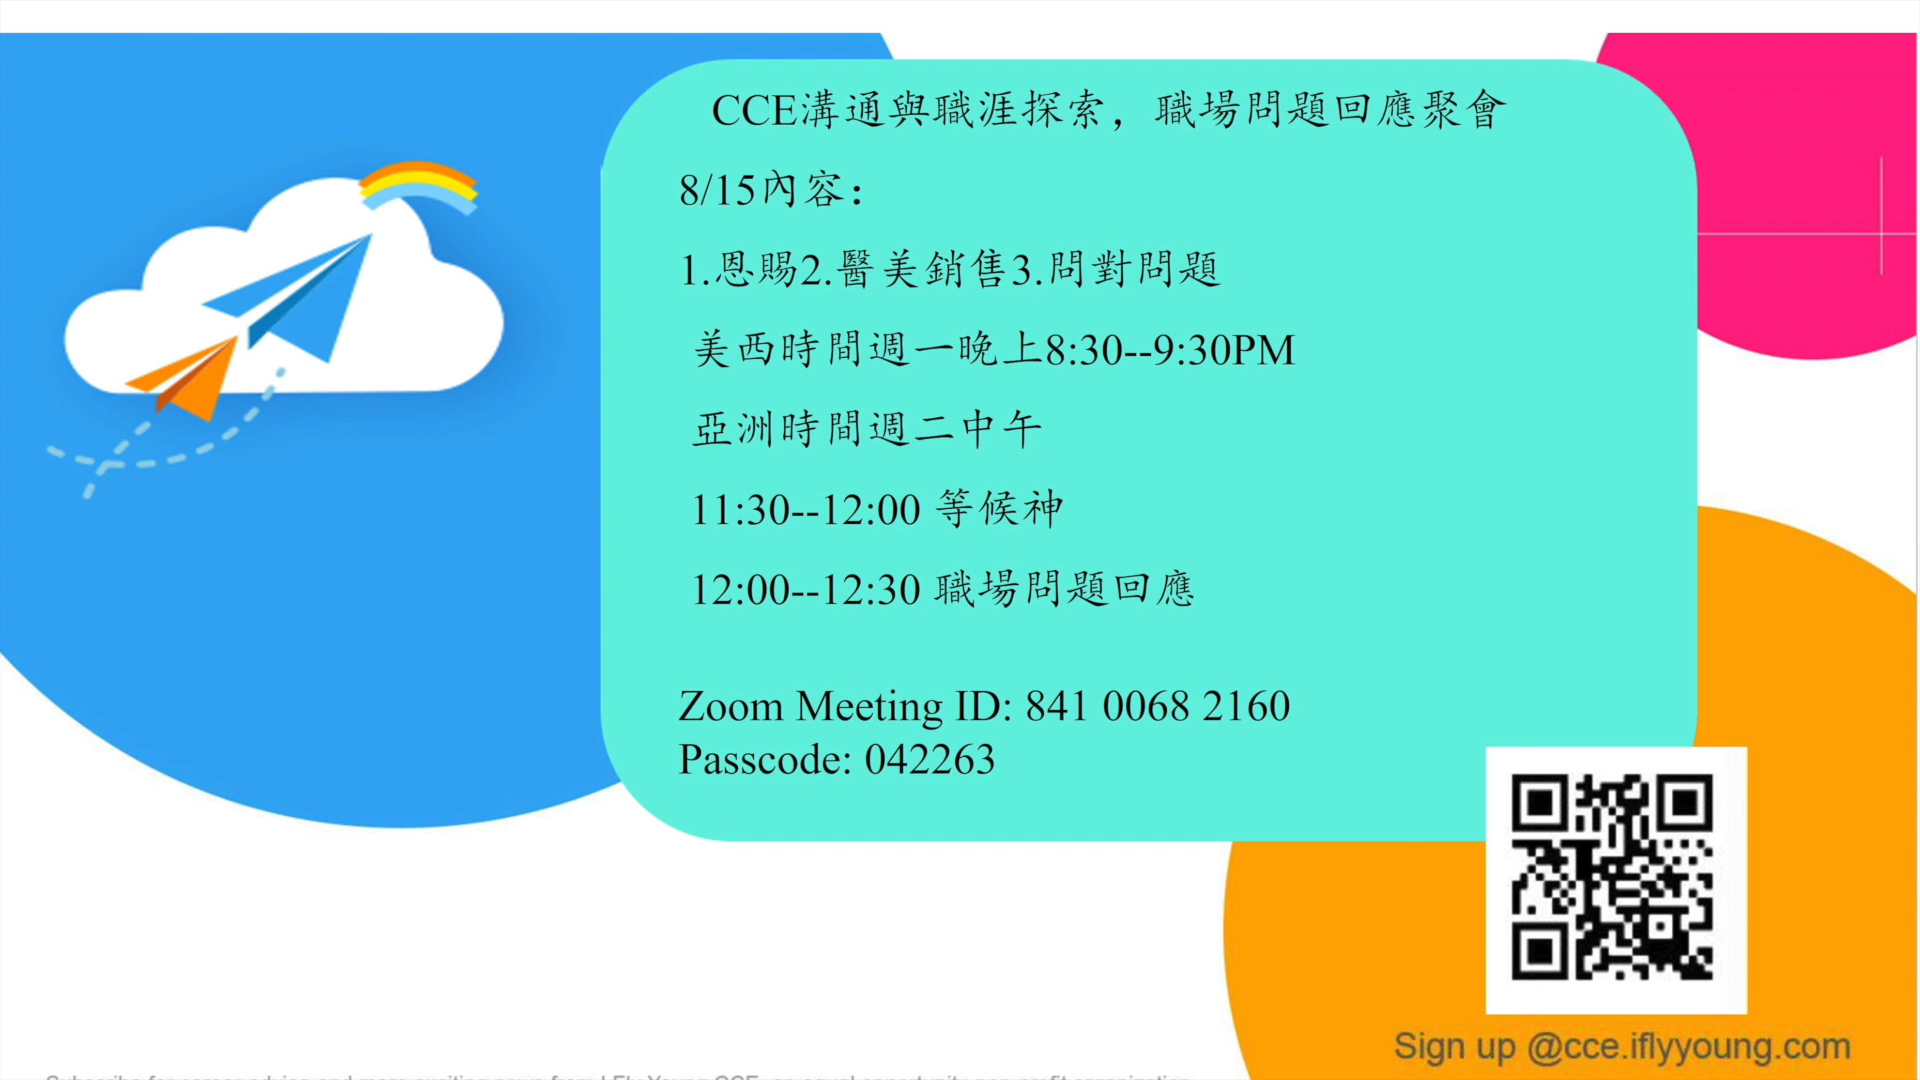 CCE溝通與職涯探索，職場問題回應聚會
8/15內容：
1.恩賜2.醫美銷售3.問對問題
美西時間週一晚上8:30--9:30PM
亞洲時間週二中午
11:30--12:00 等候神
12:00--12:30 職場問題回應
Zoom Meeting ID: 841 0068 2160
Passcode: 042263
Sign up @cce.iflyyoung.com